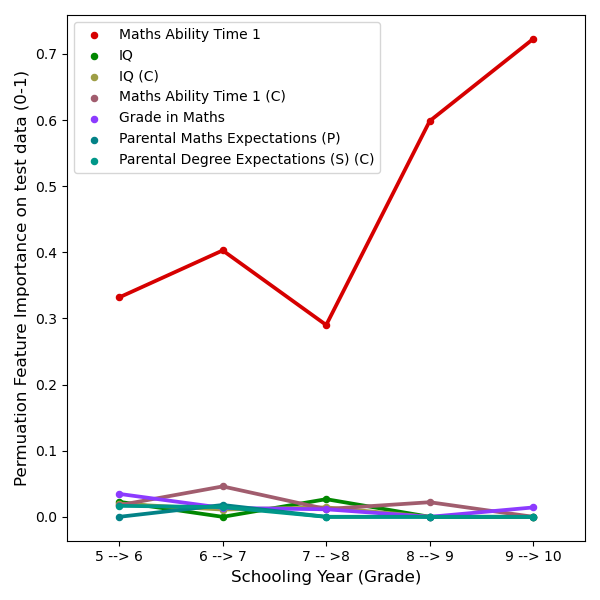 Maths Ability Time 1
IQ
IQ (C)
Maths Ability Time 1 (C)
Grade in Maths
Parental Maths Expectations (P)
Parental Degree Expectations (S) (C)
Permuation Feature Importance on test data (0-1)
0.7
0.6
0.5
0.4
0.3
0.2
0.1
0.0
5 --> 6
6 --> 7
7 -- >8
8 --> 9
9 --> 10
Schooling Year (Grade)